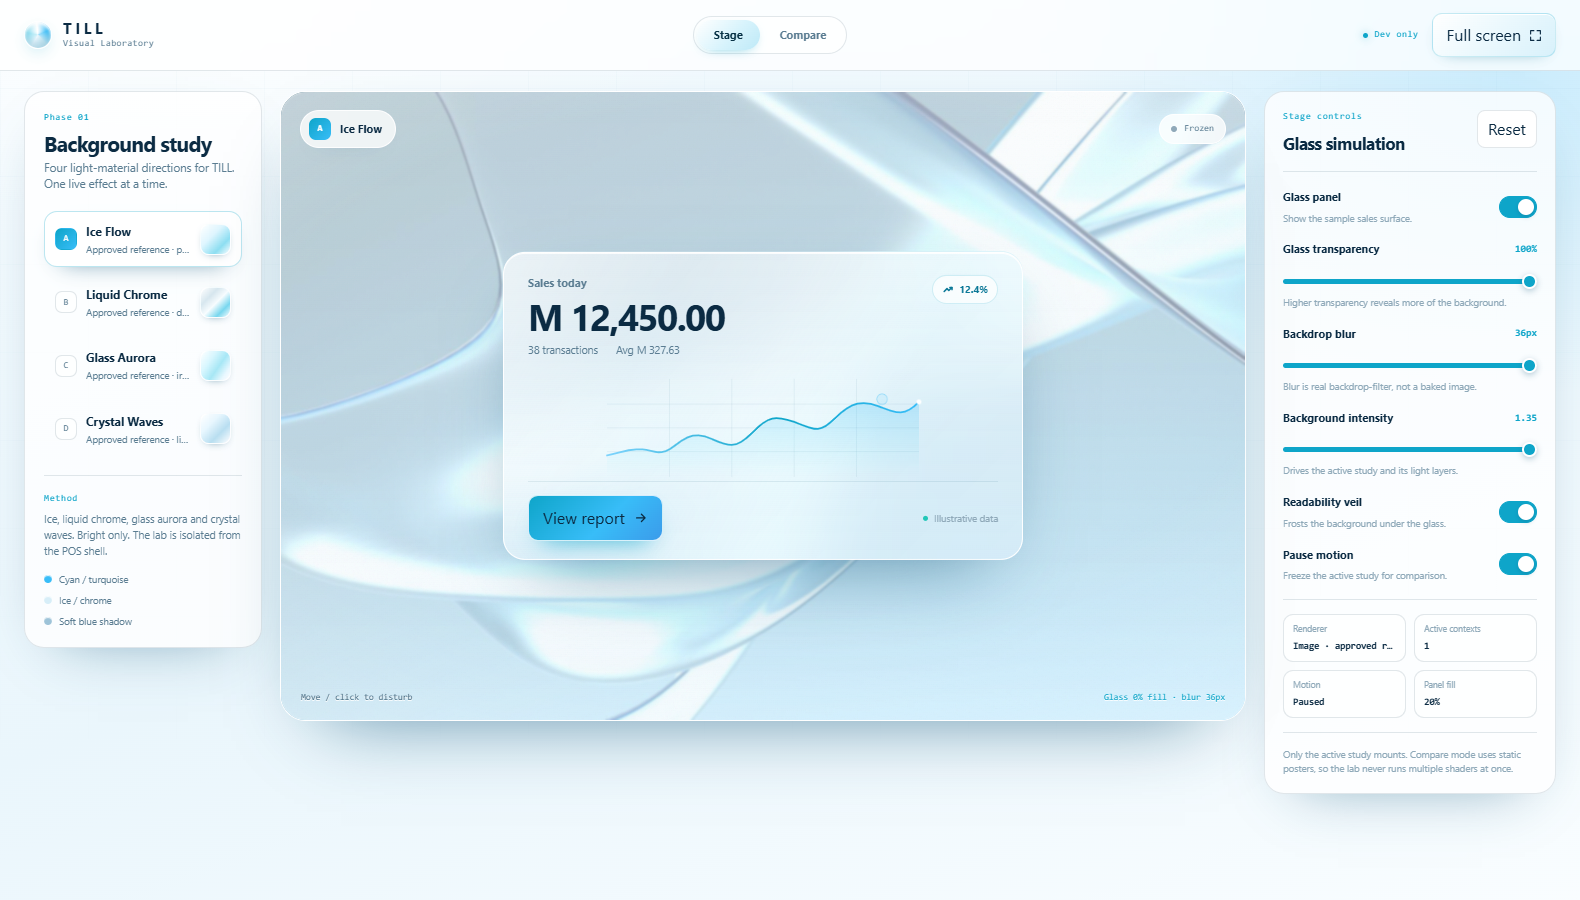 TILL
Visual Laboratory
Stage
Compare
Dev only
Full screen
Phase 01
Background study
Four light-material directions for TILL.
One live effect at a time.
A
Ice Flow
Approved reference · p...
B
Liquid Chrome
Approved reference · d...
C
Glass Aurora
Approved reference · ir...
D
Crystal Waves
Approved reference · li...
Method
Ice, liquid chrome, glass aurora and crystal
waves. Bright only. The lab is isolated from
the POS shell.
Cyan / turquoise
Ice / chrome
Soft blue shadow
A
Ice Flow
Frozen
Sales today
12.4%
M 12,450.00
38 transactions
Avg M 327.63
View report
Illustrative data
Move / click to disturb
Glass 0% fill · blur 36px
Stage controls
Glass simulation
Reset
Glass panel
Show the sample sales surface.
Glass transparency
100%
Higher transparency reveals more of the background.
Backdrop blur
36px
Blur is real backdrop-filter, not a baked image.
Background intensity
1.35
Drives the active study and its light layers.
Readability veil
Frosts the background under the glass.
Pause motion
Freeze the active study for comparison.
Renderer
Image · approved r…
Active contexts
1
Motion
Paused
Panel fill
20%
Only the active study mounts. Compare mode uses static
posters, so the lab never runs multiple shaders at once.